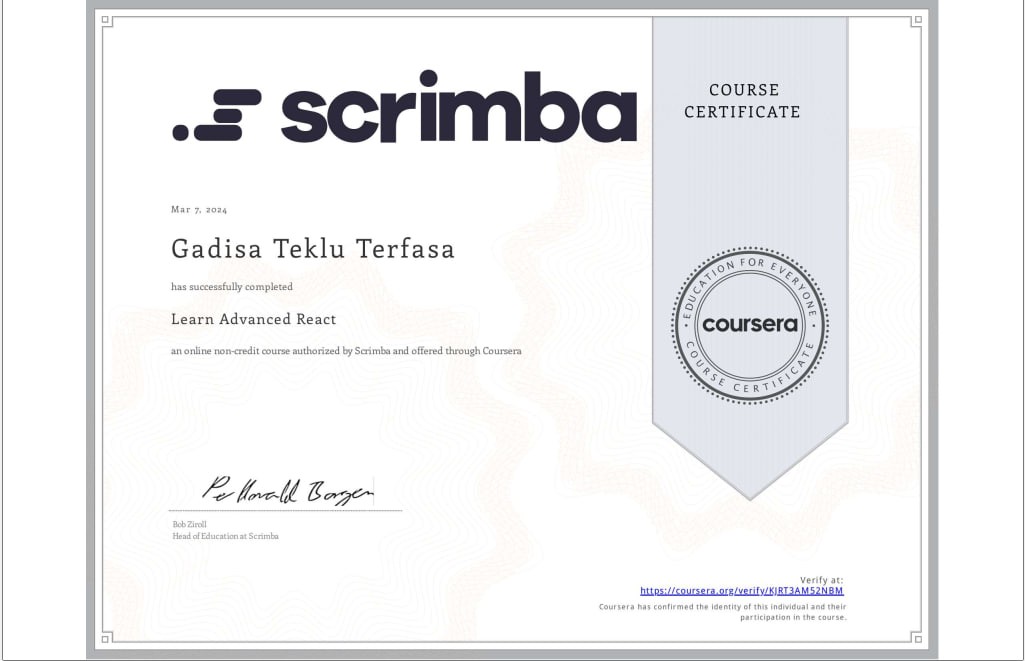 scrimba
COURSE
CERTIFICATE
Mar 7, 2024
Gadisa Teklu Terfasa
has successfully completed
Learn Advanced React
an online non-credit course authorized by Scrimba and offered through Coursera
EDUCATION FOR EVERYONE
coursera
COURSE CERTIFICATE
Per Harald Borgen
Bob Ziroll
Head of Education at Scrimba
Verify at:
https://coursera.org/verify/KJRT3AM52NBM
Coursera has confirmed the identity of this individual and their
participation in the course.